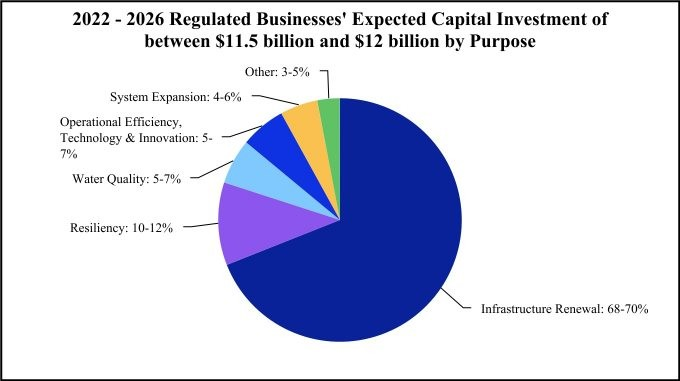 2022 - 2026 Regulated Businesses' Expected Capital Investment of
between $11.5 billion and $12 billion by Purpose
Other: 3-5%
System Expansion: 4-6%
Operational Efficiency,
Technology & Innovation: 5-
7%
Water Quality: 5-7%
Resiliency: 10-12%
Infrastructure Renewal: 68-70%